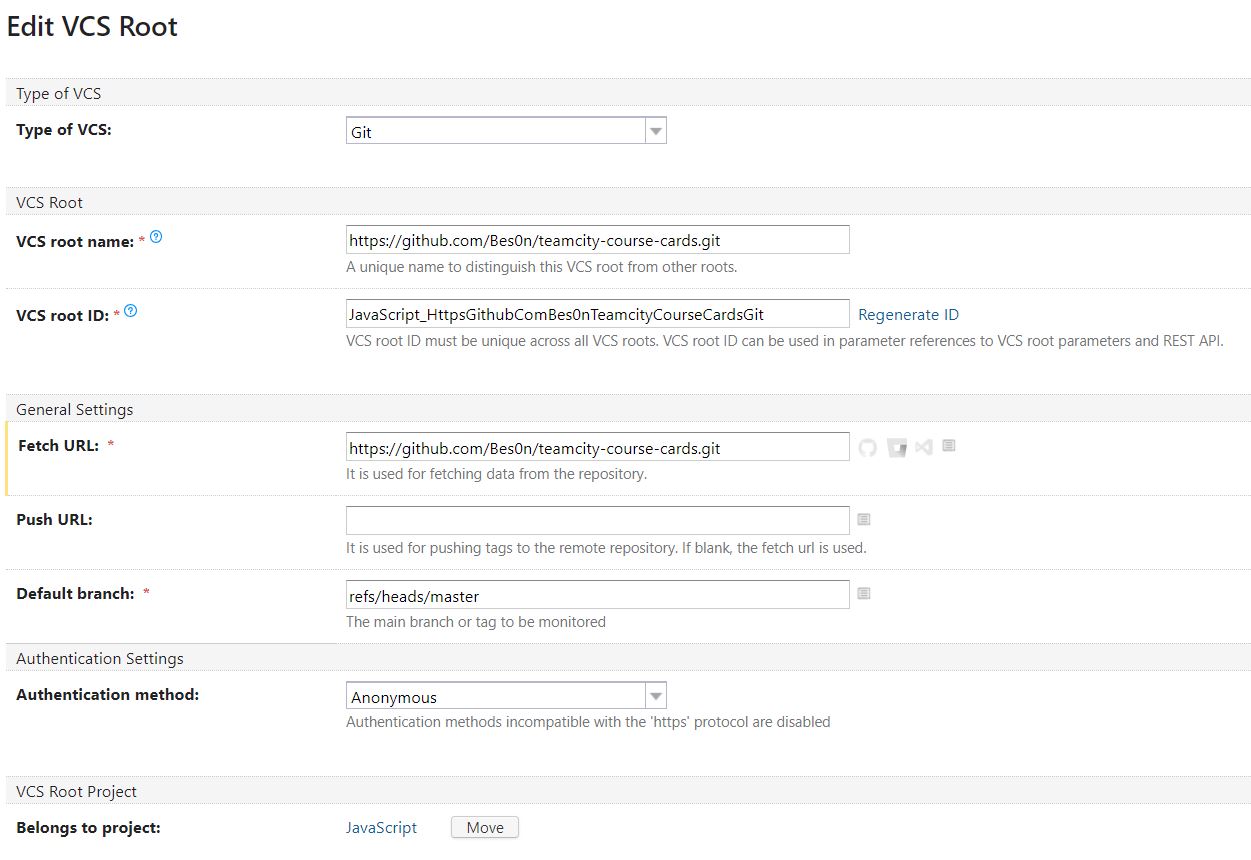 Edit VCS Root
Type of VCS
Type of VCS:
Git
VCS Root
VCS root name: * ?
https://github.com/Bes0n/teamcity-course-cards.git
A unique name to distinguish this VCS root from other roots.
VCS root ID: * ?
JavaScript_HttpsGithubComBes0nTeamcityCourseCardsGit Regenerate ID
VCS root ID must be unique across all VCS roots. VCS root ID can be used in parameter references to VCS root parameters and REST API.
General Settings
Fetch URL: *
https://github.com/Bes0n/teamcity-course-cards.git
It is used for fetching data from the repository.
Push URL:
It is used for pushing tags to the remote repository. If blank, the fetch url is used.
Default branch: *
refs/heads/master
The main branch or tag to be monitored
Authentication Settings
Authentication method:
Anonymous
Authentication methods incompatible with the 'https' protocol are disabled
VCS Root Project
Belongs to project:
JavaScript Move